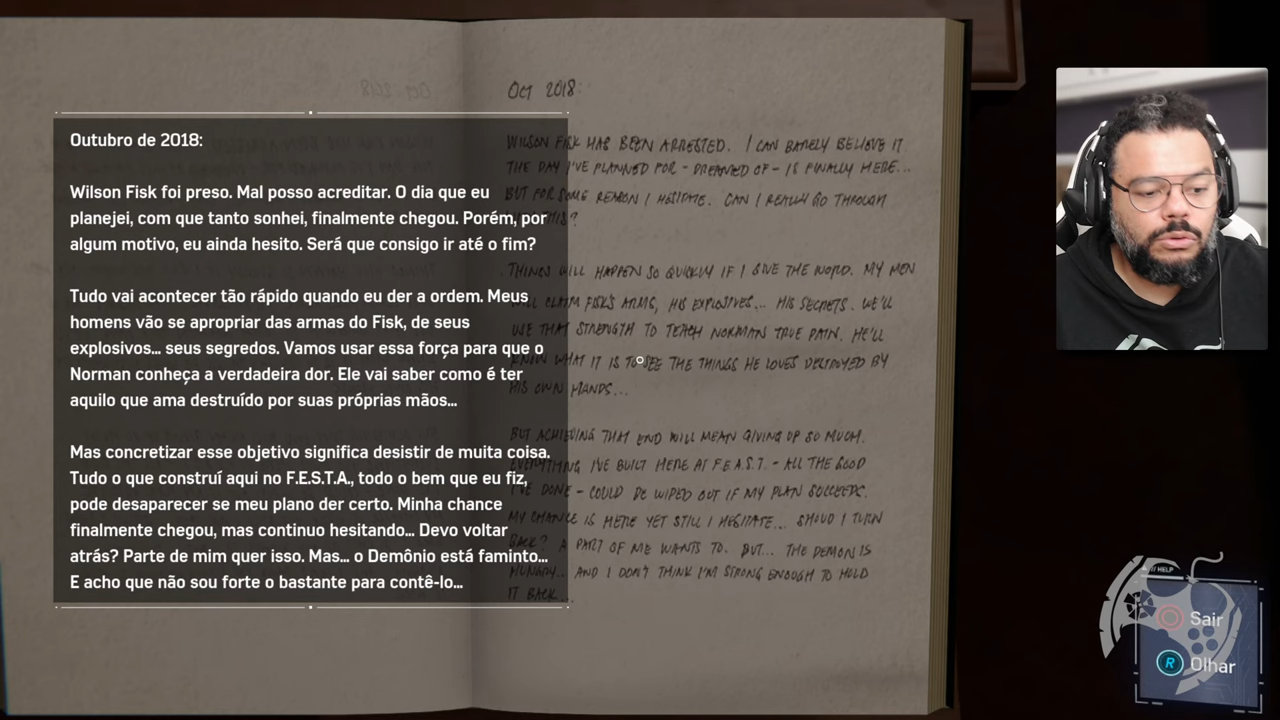 Outubro de 2018:
Wilson Fisk foi preso. Mal posso acreditar. O dia que eu
planejei, com que tanto sonhei, finalmente chegou. Porém, por
algum motivo, eu ainda hesito. Será que consigo ir até o fim?
Tudo vai acontecer tão rápido quando eu der a ordem. Meus
homens vão se apropriar das armas do Fisk, de seus
explosivos... seus segredos. Vamos usar essa força para que o
Norman conheça a verdadeira dor. Ele vai saber como é ter
aquilo que ama destruído por suas próprias mãos...
Mas concretizar esse objetivo significa desistir de muita coisa.
Tudo o que construí aqui no F.E.S.T.A., todo o bem que eu fiz,
pode desaparecer se meu plano der certo. Minha chance
finalmente chegou, mas continuo hesitando... Devo voltar
atrás? Parte de mim quer isso. Mas... o Demônio está faminto...
E acho que não sou forte o bastante para contê-lo...
OCT 2018:
WILSON FISK HAS BEEN ARRESTED. I CAN BARELY BELIEVE IT.
THE DAY I'VE PLANNED FOR - DREAMED OF - IS FINALLY HERE...
BUT FOR SOME REASON I HESITATE. CAN I REALLY GO THROUGH
THIS?
THINGS WILL HAPPEN SO QUICKLY IF I GIVE THE WORD. MY MEN
WILL CLAIM FISK'S ARMS, HIS EXPLOSIVES... HIS SECRETS. WE'LL
USE THAT STRENGTH TO TEACH NORMAN TRUE PAIN. HE'LL
KNOW WHAT IT IS TO SEE THE THINGS HE LOVES DESTROYED BY
HIS OWN HANDS...
BUT ACHIEVING THAT END WILL MEAN GIVING UP SO MUCH.
EVERYTHING I'VE BUILT HERE AT F.E.A.S.T. - ALL THE GOOD
I'VE DONE - COULD BE WIPED OUT IF MY PLAN SUCCEEDS.
MY CHANCE IS HERE YET STILL I HESITATE... SHOULD I TURN
BACK? A PART OF ME WANTS TO. BUT... THE DEMON IS
HUNGRY... AND I DON'T THINK I'M STRONG ENOUGH TO HOLD
IT BACK...
HELP
Sair
R Olhar